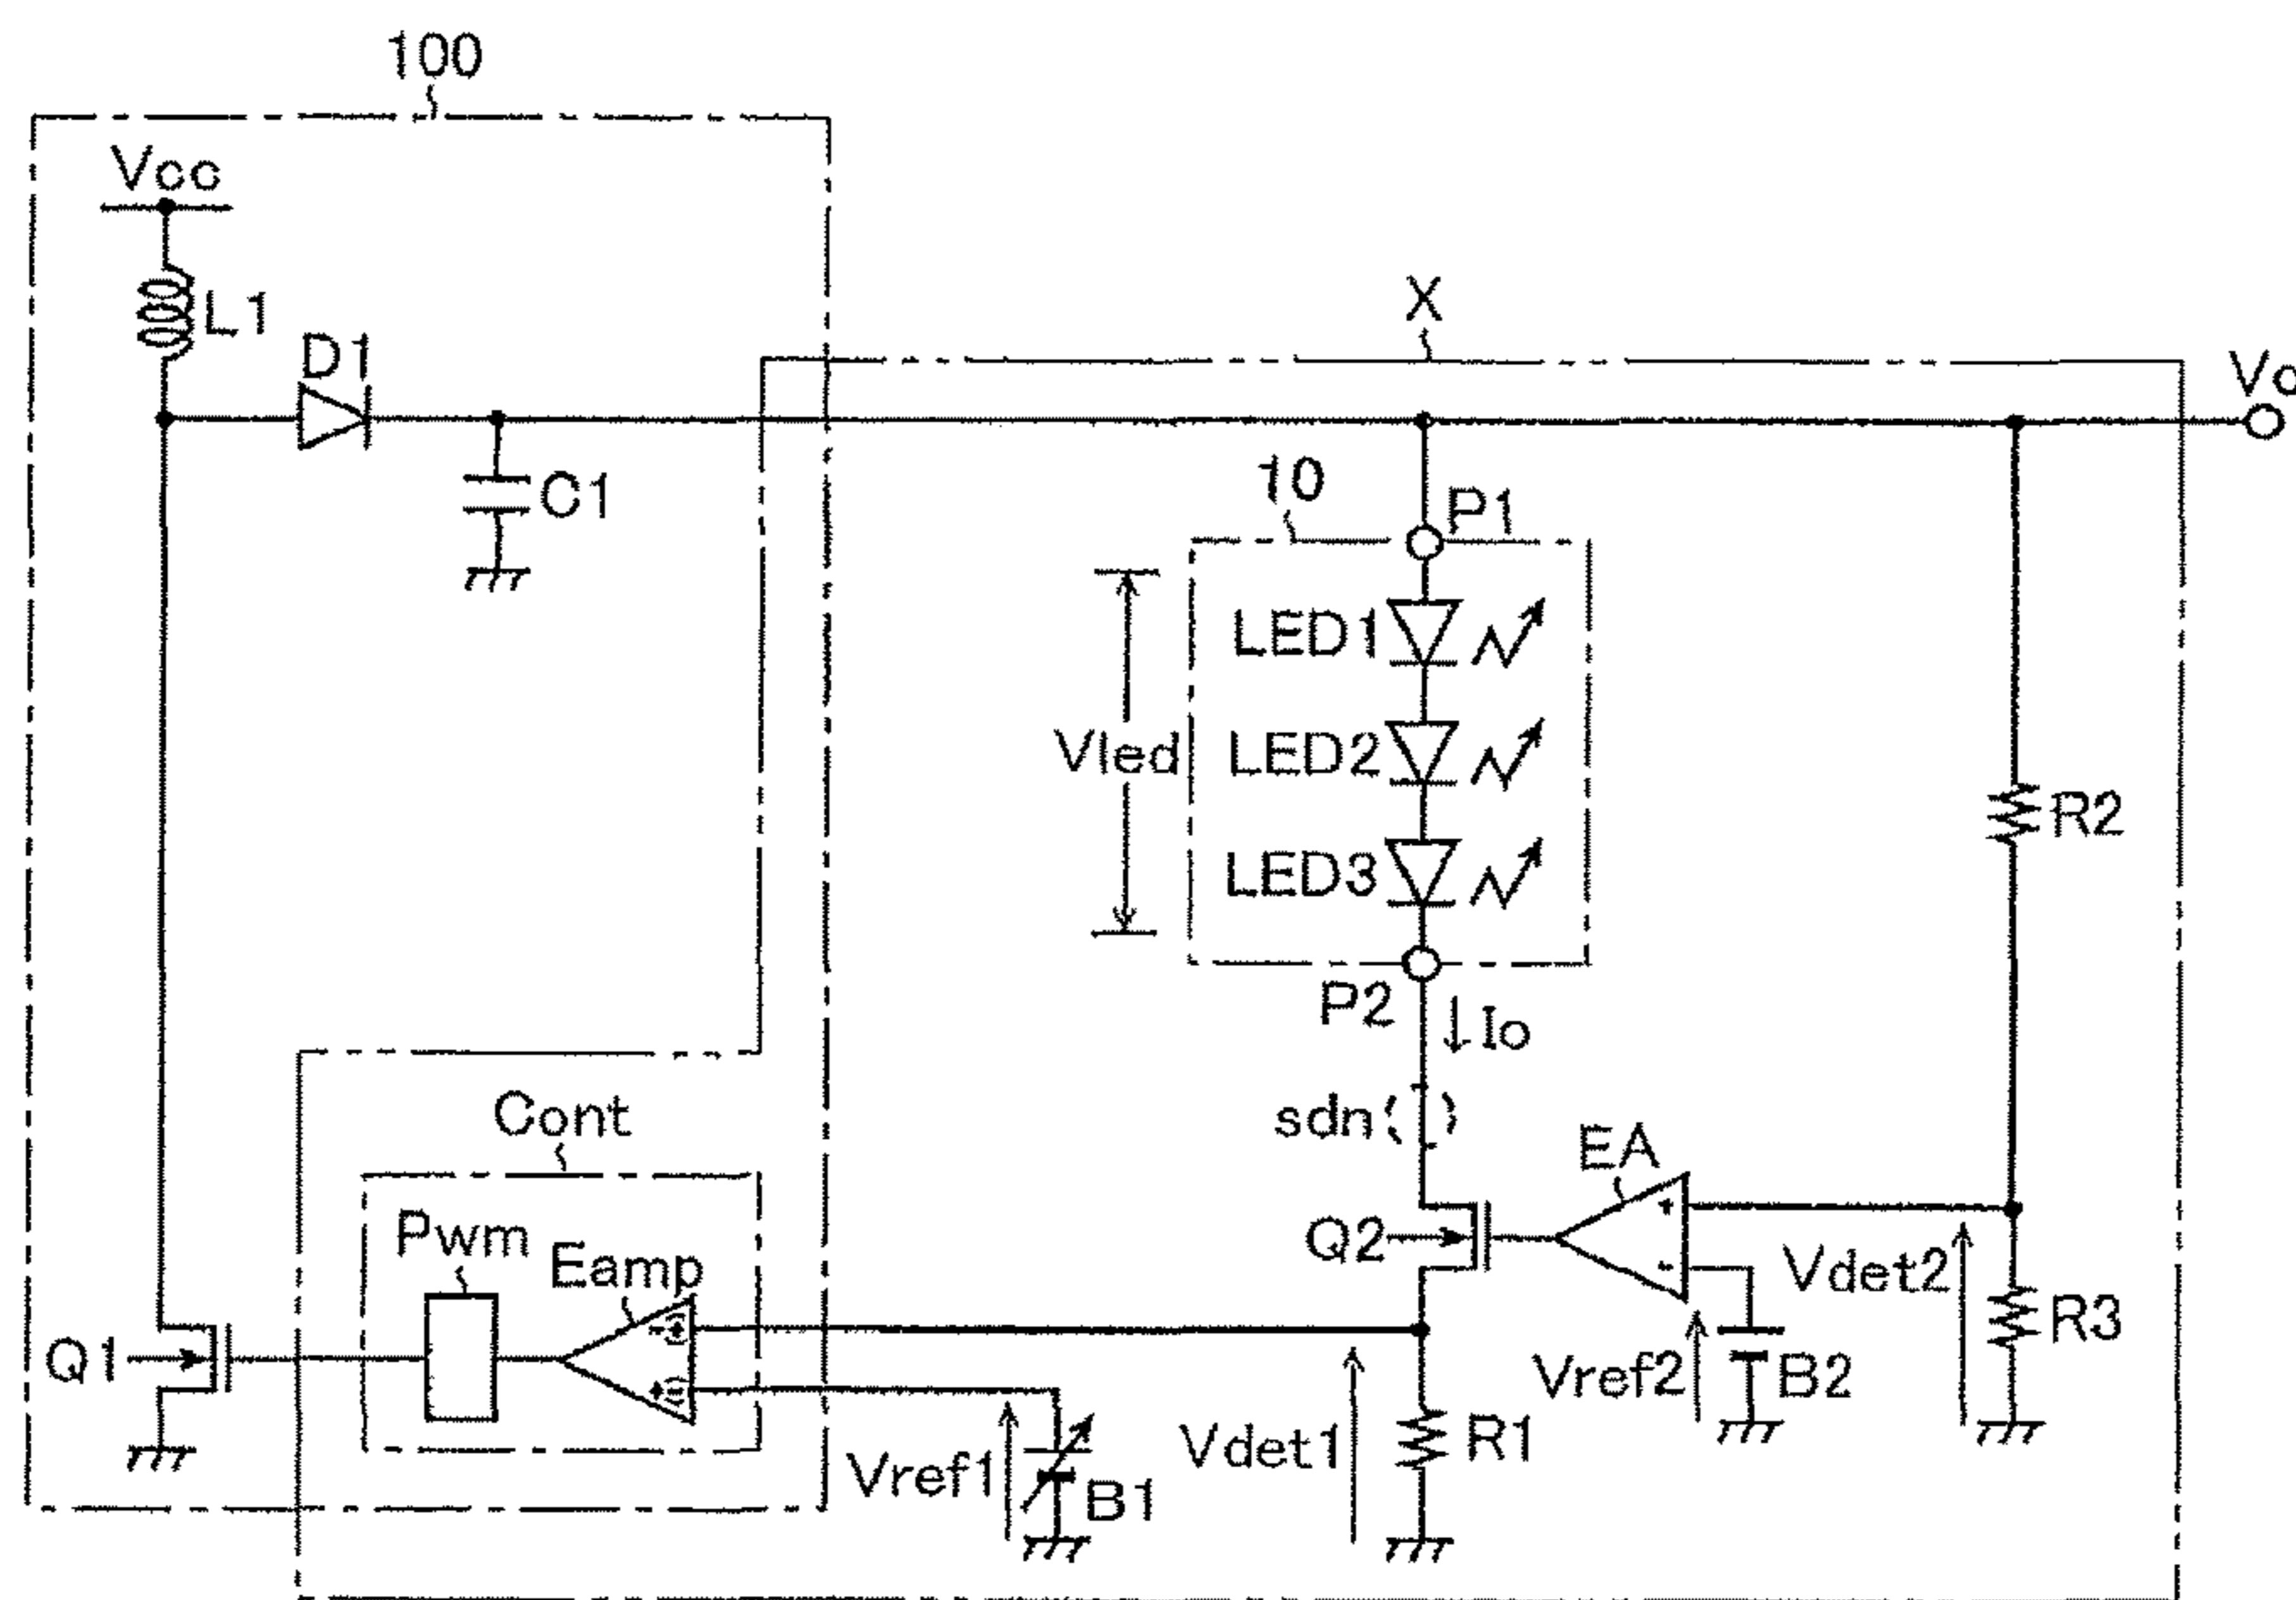 100
Vcc
L1
D1
C1
X
Vo
10
P1
LED1
LED2
LED3
Vled
P2
Io
sdn
R2
Cont
Pwm
Eamp
- +
+ -
Q1
Q2
EA
+
-
Vdet2
R3
Vref2
B2
Vref1
B1
Vdet1
R1